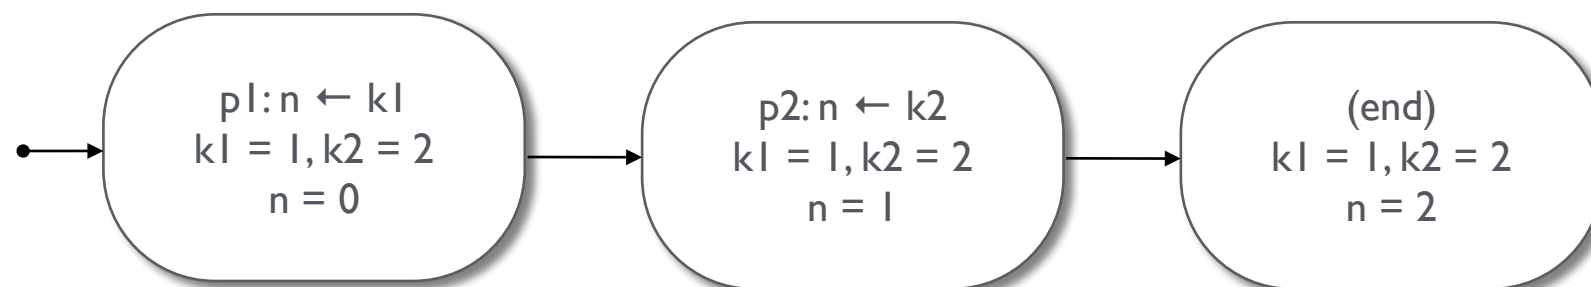 p1: n ← k1
k1 = 1, k2 = 2
n = 0
p2: n ← k2
k1 = 1, k2 = 2
n = 1
(end)
k1 = 1, k2 = 2
n = 2